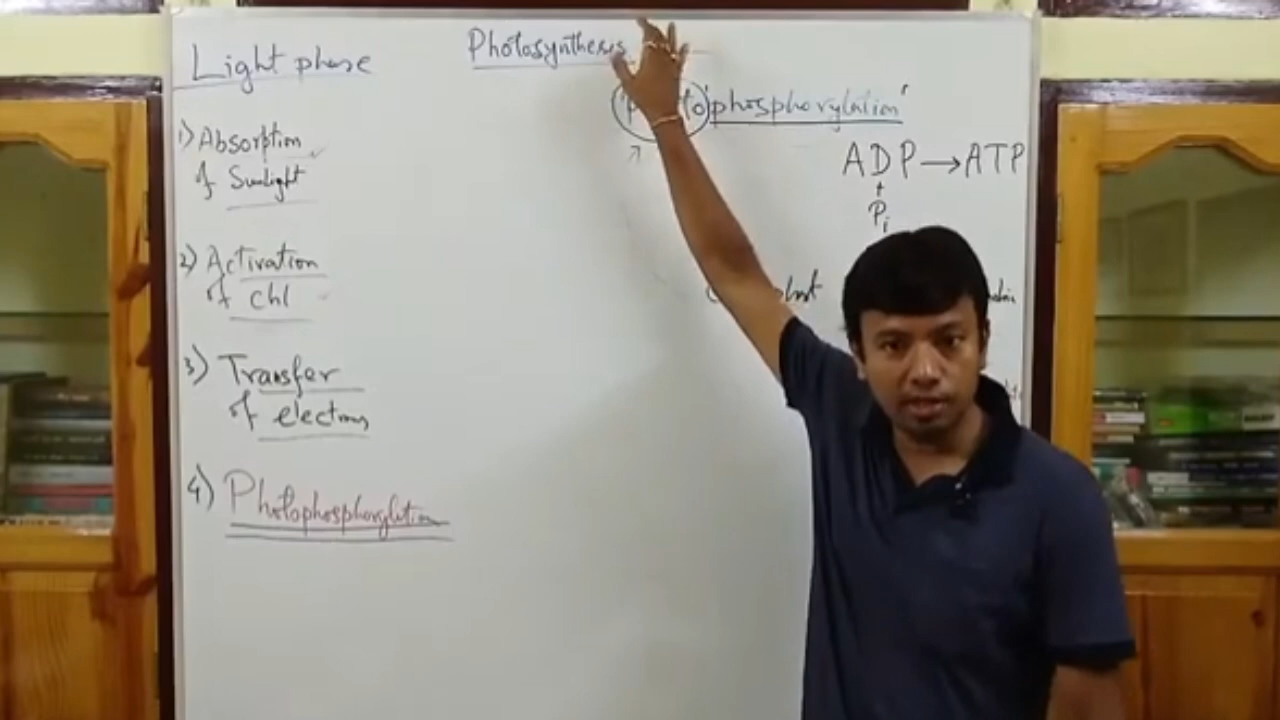 Light phase
Photosynthesis
'phosphorylation'
1) Absorption
of Sunlight
ADP → ATP
+
Pi
2) Activation
of Chl
3) Transfer
of electrons
4) Photophosphorylation